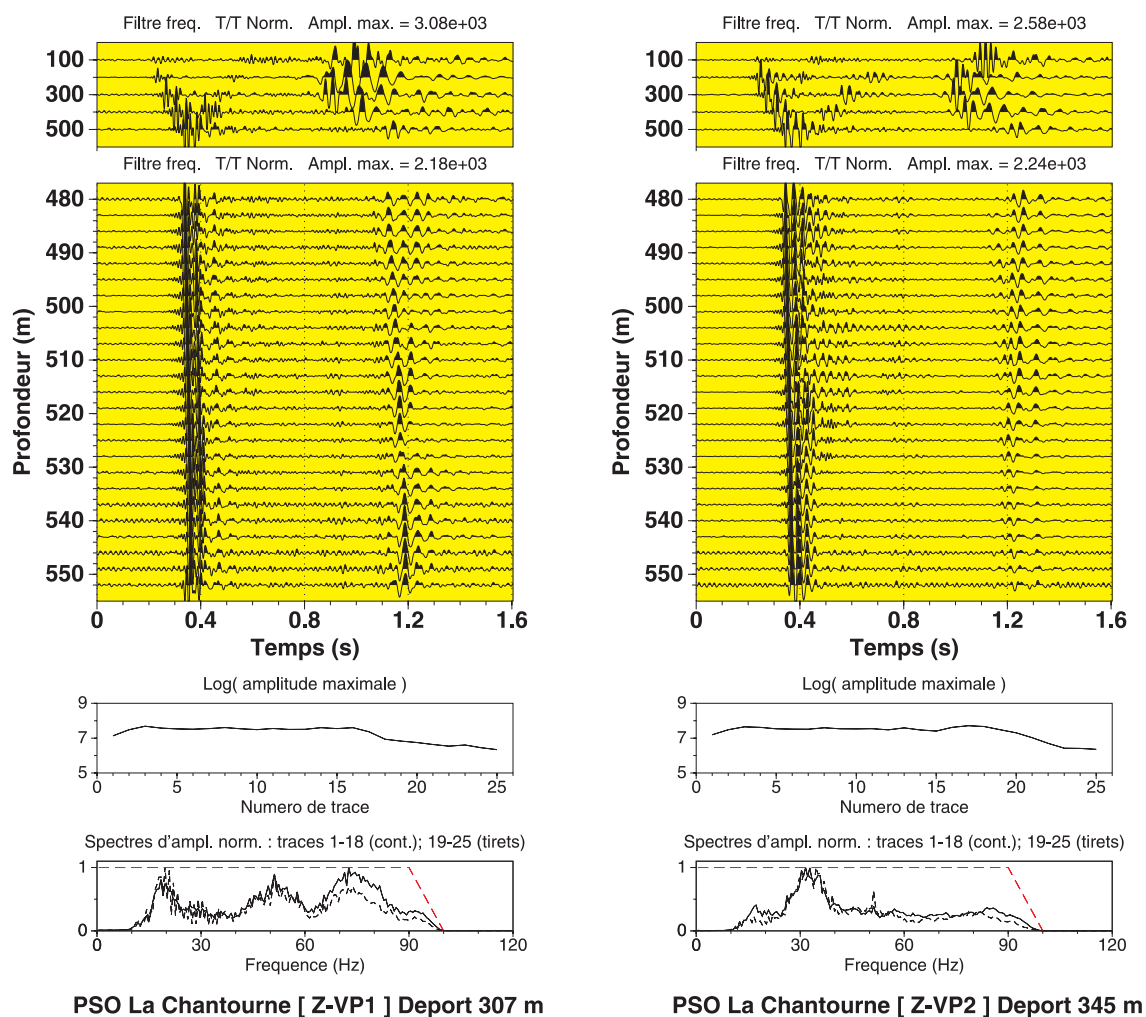 Filtre freq. T/T Norm. Ampl. max. = 3.08e+03
100
300
500
Filtre freq. T/T Norm. Ampl. max. = 2.18e+03
480
490
500
510
520
530
540
550
Profondeur (m)
0 0.4 0.8 1.2 1.6
Temps (s)
Log( amplitude maximale )
9
7
5
0 5 10 15 20 25
Numero de trace
Spectres d'ampl. norm. : traces 1-18 (cont.); 19-25 (tirets)
1
0
0 30 60 90 120
Frequence (Hz)
PSO La Chantourne [ Z-VP1 ] Deport 307 m
Filtre freq. T/T Norm. Ampl. max. = 2.58e+03
100
300
500
Filtre freq. T/T Norm. Ampl. max. = 2.24e+03
480
490
500
510
520
530
540
550
Profondeur (m)
0 0.4 0.8 1.2 1.6
Temps (s)
Log( amplitude maximale )
9
7
5
0 5 10 15 20 25
Numero de trace
Spectres d'ampl. norm. : traces 1-18 (cont.); 19-25 (tirets)
1
0
0 30 60 90 120
Frequence (Hz)
PSO La Chantourne [ Z-VP2 ] Deport 345 m